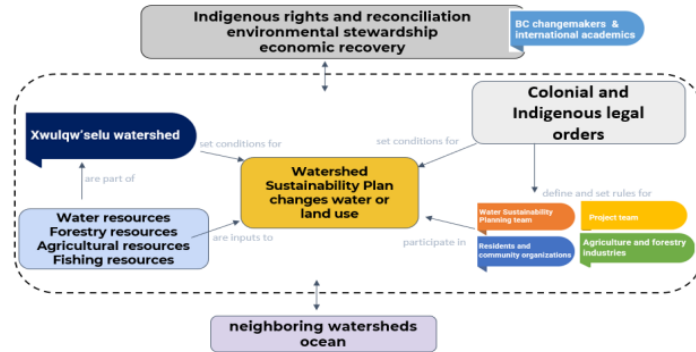 Indigenous rights and reconciliation
environmental stewardship
economic recovery
BC changemakers &
international academics
Colonial and
Indigenous legal
orders
Xwulqw'selu watershed
set conditions for
set conditions for
Watershed
Sustainability Plan
changes water or
land use
are part of
define and set rules for
Water resources
Forestry resources
Agricultural resources
Fishing resources
are inputs to
participate in
Water Sustainability
Planning team
Project team
Residents and
community organizations
Agriculture and forestry
industries
neighboring watersheds
ocean